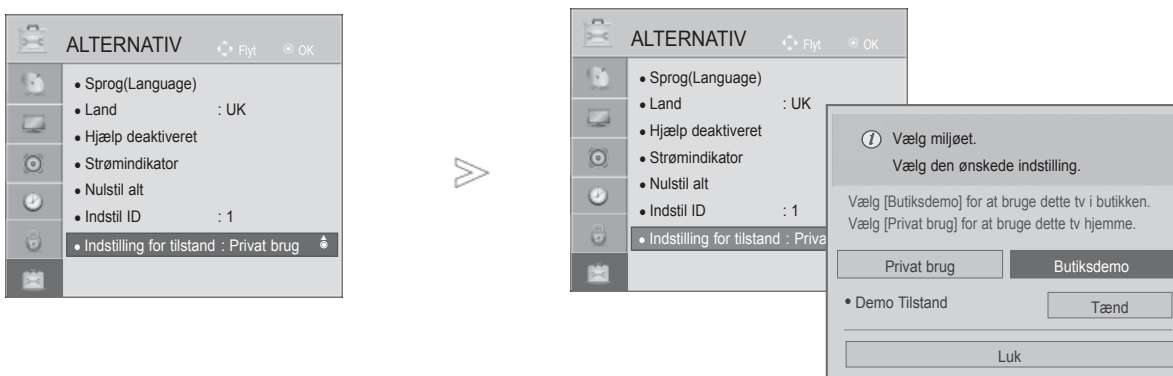 ALTERNATIV Flyt OK
● Sprog(Language)
● Land : UK
● Hjælp deaktiveret
● Strømindikator
● Nulstil alt
● Indstil ID : 1
● Indstilling for tilstand : Privat brug
ALTERNATIV Flyt OK
● Sprog(Language)
● Land : UK
● Hjælp deaktiveret
● Strømindikator
● Nulstil alt
● Indstil ID : 1
● Indstilling for tilstand : Priva
i Vælg miljøet.
Vælg den ønskede indstilling.
Vælg [Butiksdemo] for at bruge dette tv i butikken.
Vælg [Privat brug] for at bruge dette tv hjemme.
Privat brug Butiksdemo
● Demo Tilstand Tænd
Luk